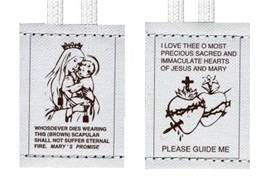 WHOSOEVER DIES WEARING
THIS (BROWN) SCAPULAR
SHALL NOT SUFFER ETERNAL
FIRE. MARY'S PROMISE
I LOVE THEE O MOST
PRECIOUS SACRED AND
IMMACULATE HEARTS
OF JESUS AND MARY
PLEASE GUIDE ME